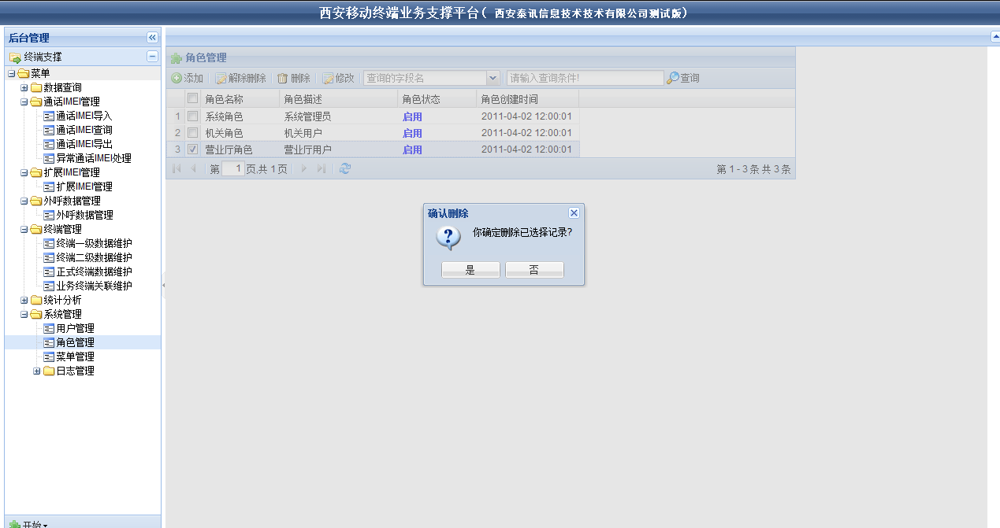 西安移动终端业务支撑平台( 西安泰讯信息技术技术有限公司测试版)
后台管理
终端支撑
菜单
数据查询
通话IMEI管理
通话IMEI导入
通话IMEI查询
通话IMEI导出
异常通话IMEI处理
扩展IMEI管理
扩展IMEI管理
外呼数据管理
外呼数据管理
终端管理
终端一级数据维护
终端二级数据维护
正式终端数据维护
业务终端关联维护
统计分析
系统管理
用户管理
角色管理
菜单管理
日志管理
开始
角色管理
添加 解除删除 删除 修改 查询的字段名 请输入查询条件! 查询
角色名称 角色描述 角色状态 角色创建时间
1 系统角色 系统管理员 启用 2011-04-02 12:00:01
2 机关角色 机关用户 启用 2011-04-02 12:00:01
3 营业厅角色 营业厅用户 启用 2011-04-02 12:00:01
第 1 页,共 1 页 第 1 - 3 条 共 3 条
确认删除
你确定删除已选择记录?
是 否